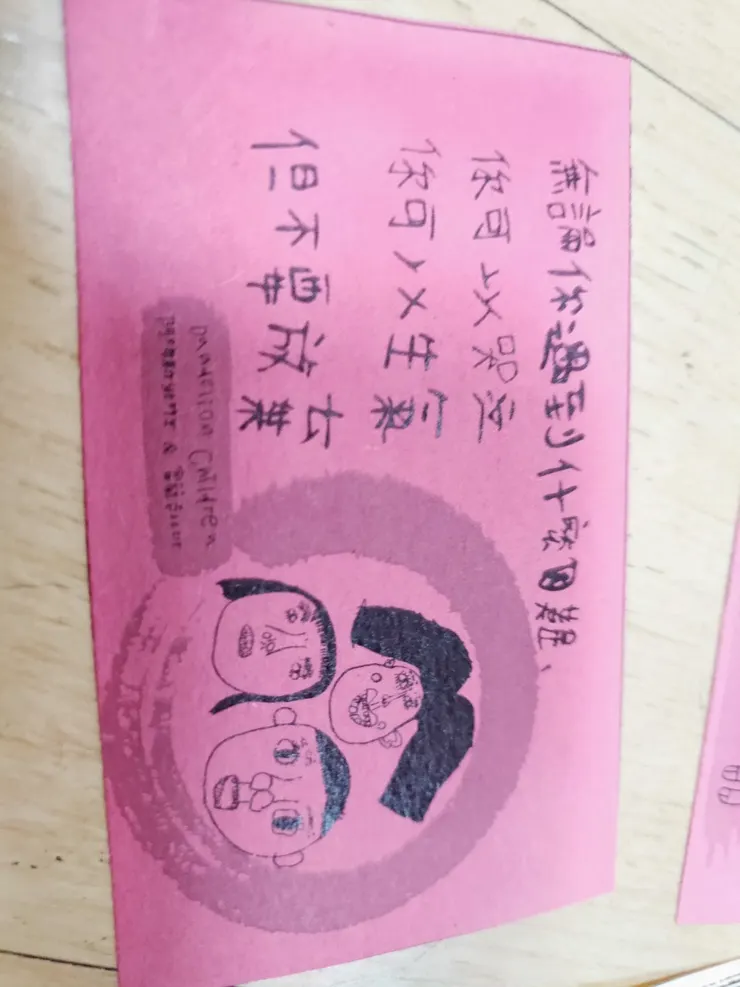 無論你遇到什麼困難、
你可以哭泣
你可以生氣
但不要放棄
Children
&